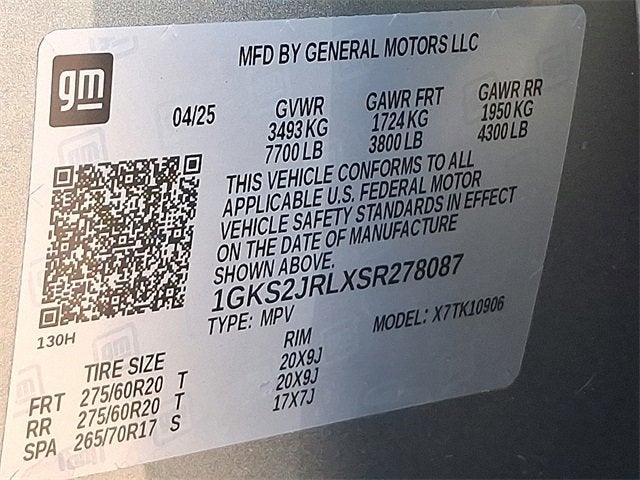 MFD BY GENERAL MOTORS LLC
gm
04/25 GVWR GAWR FRT GAWR RR
3493 KG 1724 KG 1950 KG
7700 LB 3800 LB 4300 LB
THIS VEHICLE CONFORMS TO ALL
APPLICABLE U.S. FEDERAL MOTOR
VEHICLE SAFETY STANDARDS IN EFFECT
ON THE DATE OF MANUFACTURE
SHOWN ABOVE.
1GKS2JRLXSR278087
TYPE: MPV MODEL: X7TK10906
130H
TIRE SIZE RIM
FRT 275/60R20 T 20X9J
RR 275/60R20 T 20X9J
SPA 265/70R17 S 17X7J